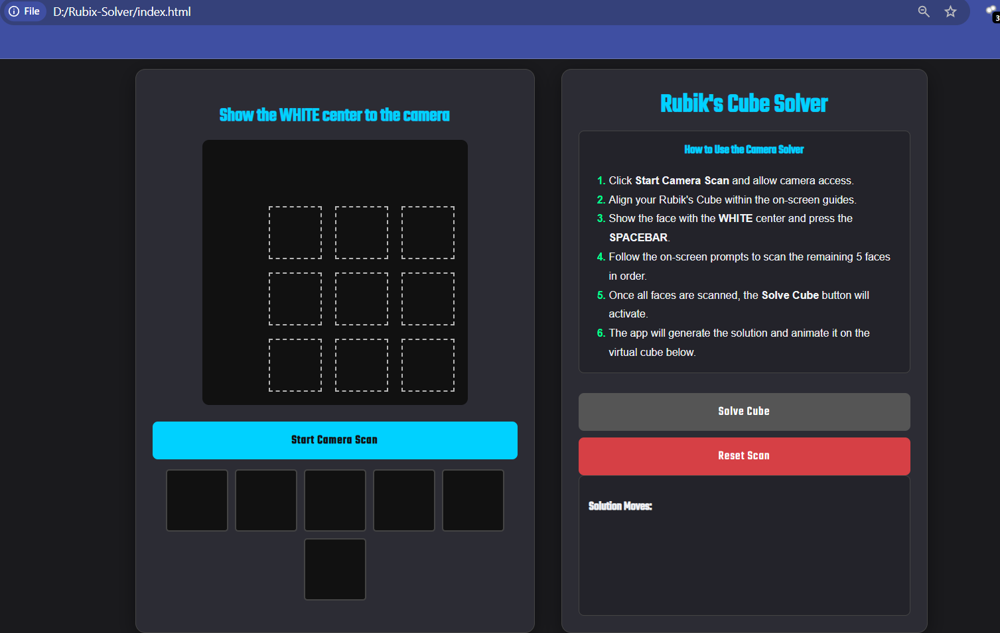 File D:/Rubix-Solver/index.html
3
Show the WHITE center to the camera
Start Camera Scan
Rubik's Cube Solver
How to Use the Camera Solver
1. Click Start Camera Scan and allow camera access.
2. Align your Rubik's Cube within the on-screen guides.
3. Show the face with the WHITE center and press the
SPACEBAR.
4. Follow the on-screen prompts to scan the remaining 5 faces
in order.
5. Once all faces are scanned, the Solve Cube button will
activate.
6. The app will generate the solution and animate it on the
virtual cube below.
Solve Cube
Reset Scan
Solution Moves: